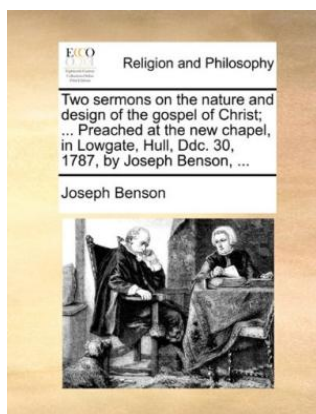 ECCO
Religion and Philosophy
Two sermons on the nature and
design of the gospel of Christ;
... Preached at the new chapel,
in Lowgate, Hull, Ddc. 30,
1787, by Joseph Benson, ...
Joseph Benson